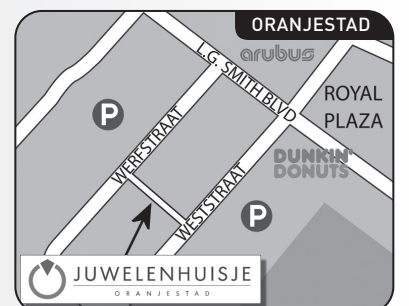 ORANJESTAD
arubus
L.G. SMITH BLVD
ROYAL
PLAZA
P
WERFSTRAAT
DUNKIN'
DONUTS
WESTSTRAAT
P
JUWELENHUISJE
ORANJESTAD